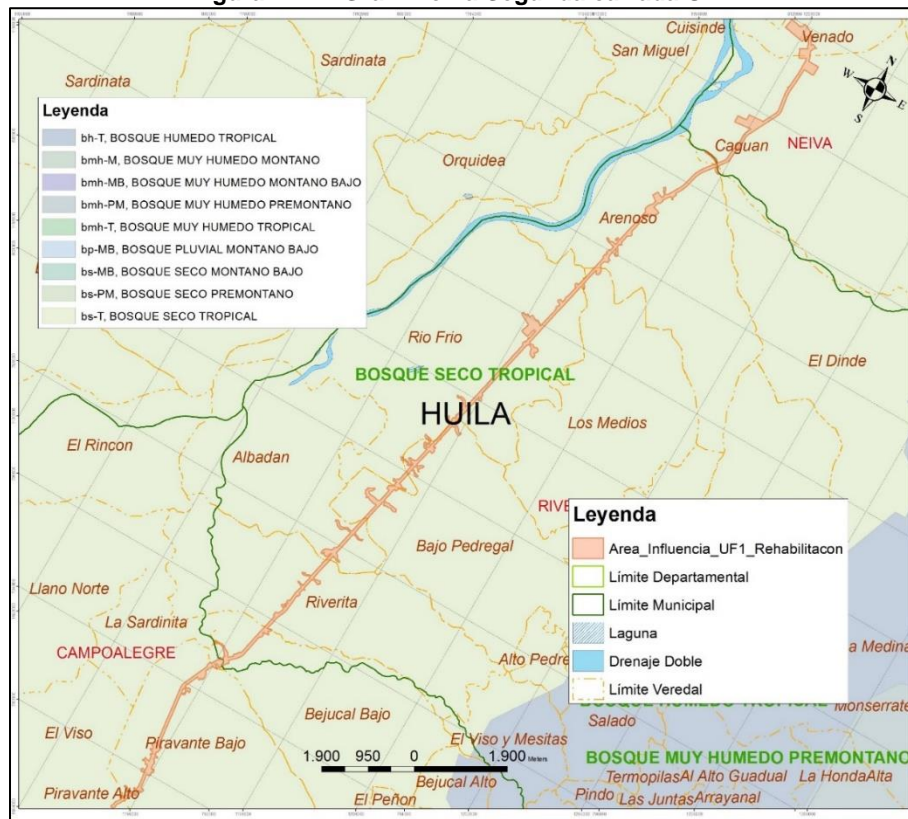 Cuisinde
Venado
San Miguel
Sardinata
Sardinata
N
W
E
S
Leyenda
bh-T, BOSQUE HUMEDO TROPICAL
bmh-M, BOSQUE MUY HUMEDO MONTANO
bmh-MB, BOSQUE MUY HUMEDO MONTANO BAJO
bmh-PM, BOSQUE MUY HUMEDO PREMONTANO
bmh-T, BOSQUE MUY HUMEDO TROPICAL
bp-MB, BOSQUE PLUVIAL MONTANO BAJO
bs-MB, BOSQUE SECO MONTANO BAJO
bs-PM, BOSQUE SECO PREMONTANO
bs-T, BOSQUE SECO TROPICAL
Orquidea
Caguan
NEIVA
Arenoso
Rio Frio
El Dinde
BOSQUE SECO TROPICAL
HUILA
Los Medios
El Rincon
Albadan
Bajo Pedregal
Llano Norte
Riverita
La Sardinita
CAMPOALEGRE
Leyenda
Area_Influencia_UF1_Rehabilitacon
Límite Departamental
Límite Municipal
Laguna
Drenaje Doble
Límite Veredal
a Medina
Alto Pedre
Monserrate
Bejucal Bajo
Salado
El Viso
Piravante Bajo
El Viso y Mesitas
BOSQUE MUY HUMEDO PREMONTANO
1.900 950 0 1.900
Meters
Bejucal Alto
Termopilas
Al Alto Guadual
La Honda
Alta
Piravante Alto
El Peñon
Pindo
Las Juntas
Arrayanal